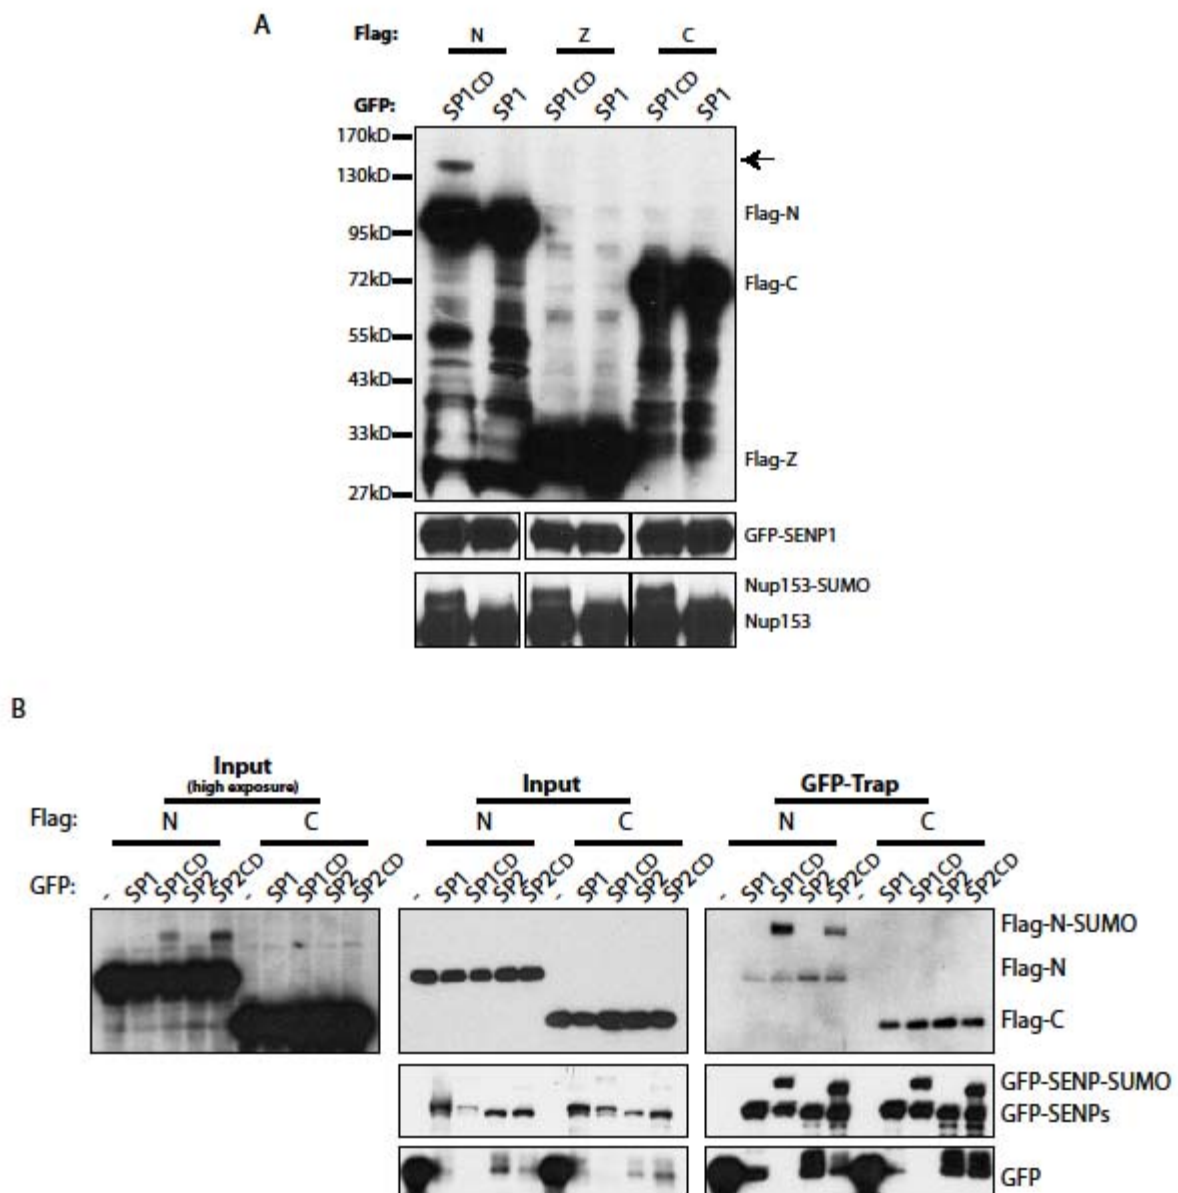 A
Flag: N Z C
GFP: SP1CD SP1 SP1CD SP1 SP1CD SP1
170kD
130kD
Flag-N
95kD
72kD
Flag-C
55kD
43kD
33kD
Flag-Z
27kD
GFP-SENP1
Nup153-SUMO
Nup153
B
Input Input GFP-Trap
(high exposure)
Flag: N C N C N C
GFP: - SP1 SP1CD SP2 SP2CD - SP1 SP1CD SP2 SP2CD - SP1 SP1CD SP2 SP2CD - SP1 SP1CD SP2 SP2CD - SP1 SP1CD SP2 SP2CD - SP1 SP1CD SP2 SP2CD
Flag-N-SUMO
Flag-N
Flag-C
GFP-SENP-SUMO
GFP-SENPs
GFP